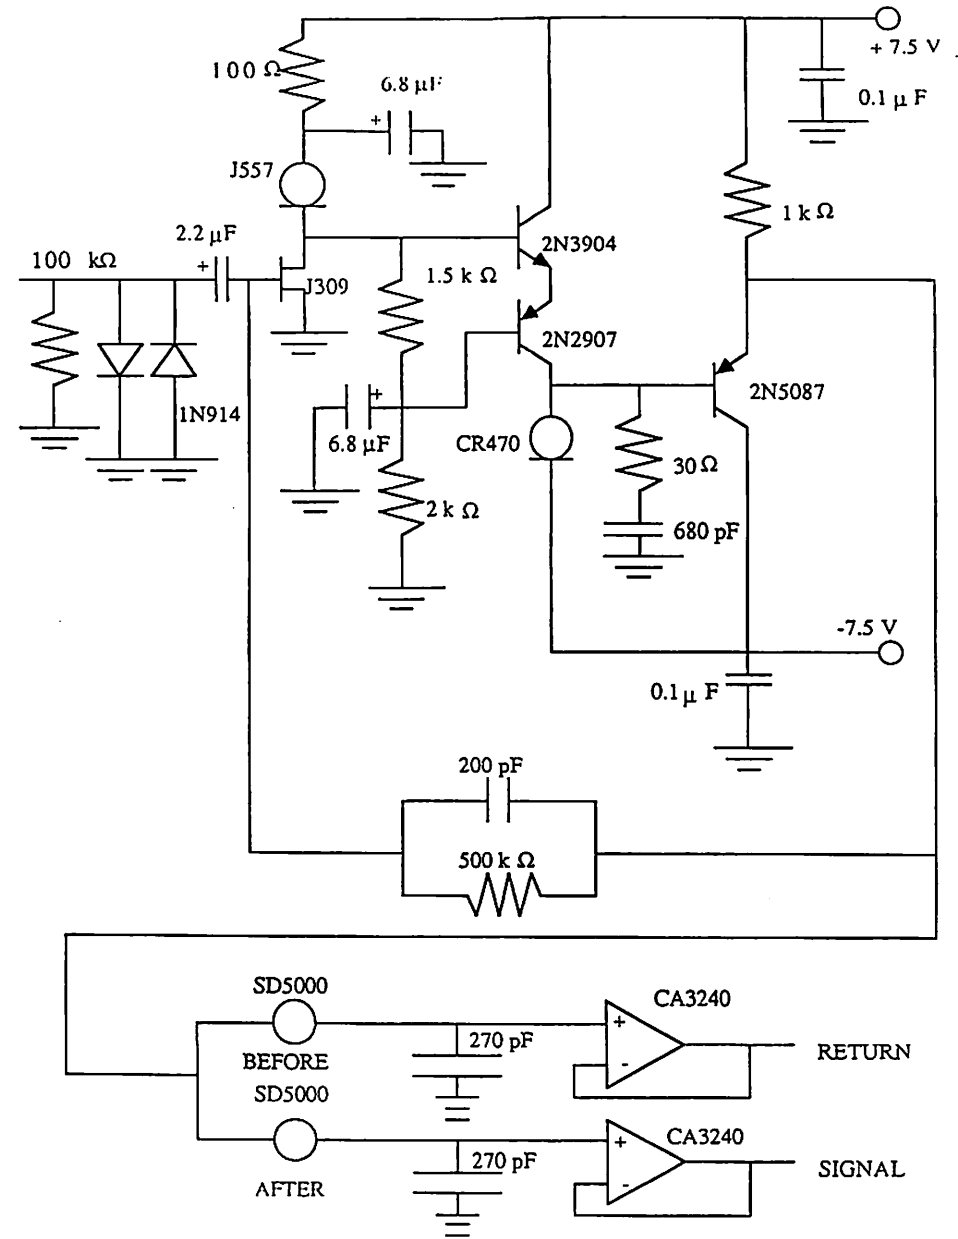 + 7.5 V
100 Ω
6.8 μF
+
0.1 μ F
J557
1 k Ω
2.2 μF
+
2N3904
100 kΩ
1.5 k Ω
J309
2N2907
2N5087
+
1N914
6.8 μF
CR470
30 Ω
2 k Ω
680 pF
-7.5 V
0.1 μ F
200 pF
500 k Ω
SD5000
CA3240
+
270 pF
-
RETURN
BEFORE
SD5000
CA3240
+
270 pF
-
SIGNAL
AFTER